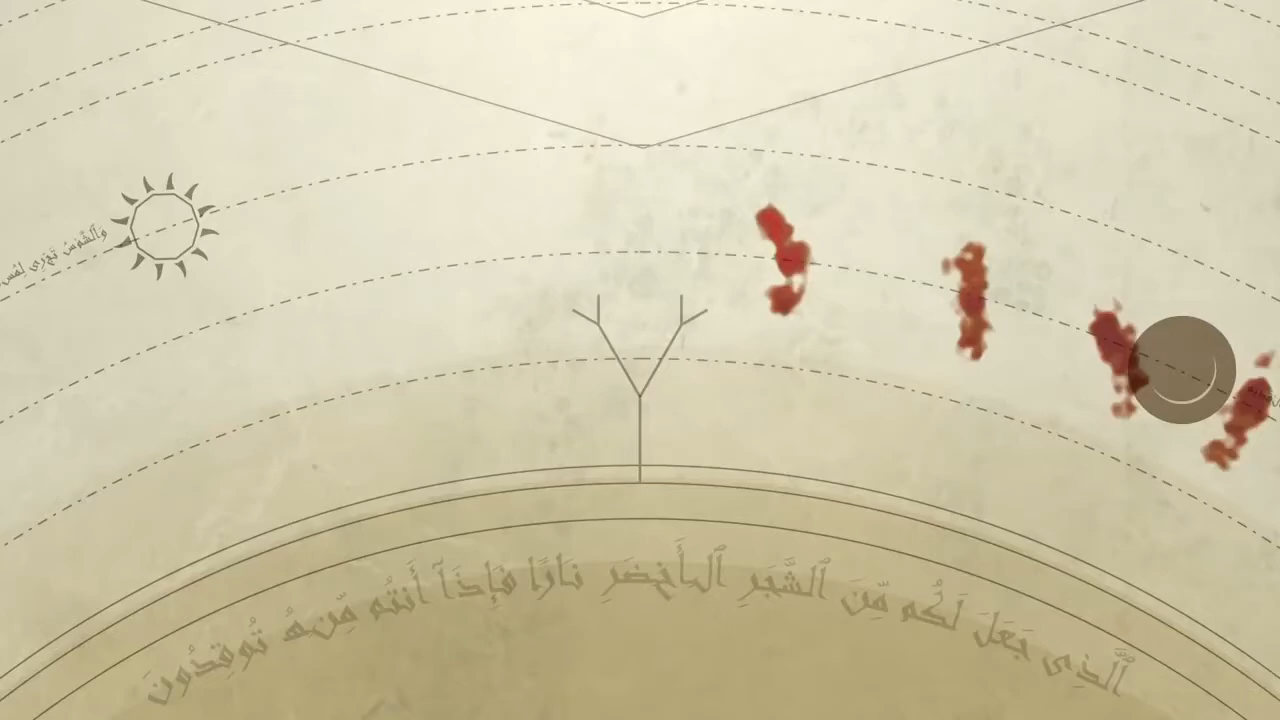 ٱلَّذِى جَعَلَ لَكُم مِّنَ ٱلشَّجَرِ ٱلْأَخْضَرِ نَارًا فَإِذَآ أَنتُم مِّنْهُ تُوقِدُونَ
وَٱلشَّمْسُ تَجْرِى لِمُس